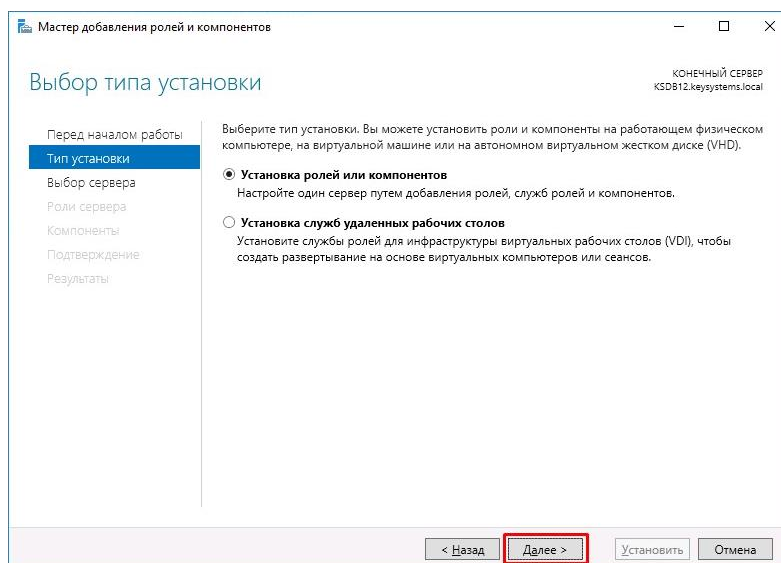 Мастер добавления ролей и компонентов
Выбор типа установки
КОНЕЧНЫЙ СЕРВЕР
KSDB12.keysystems.local
Перед началом работы
Тип установки
Выбор сервера
Роли сервера
Компоненты
Подтверждение
Результаты
Выберите тип установки. Вы можете установить роли и компоненты на работающем физическом
компьютере, на виртуальной машине или на автономном виртуальном жестком диске (VHD).
Установка ролей или компонентов
Настройте один сервер путем добавления ролей, служб ролей и компонентов.
Установка служб удаленных рабочих столов
Установите службы ролей для инфраструктуры виртуальных рабочих столов (VDI), чтобы
создать развертывание на основе виртуальных компьютеров или сеансов.
< Назад
Далее >
Установить
Отмена